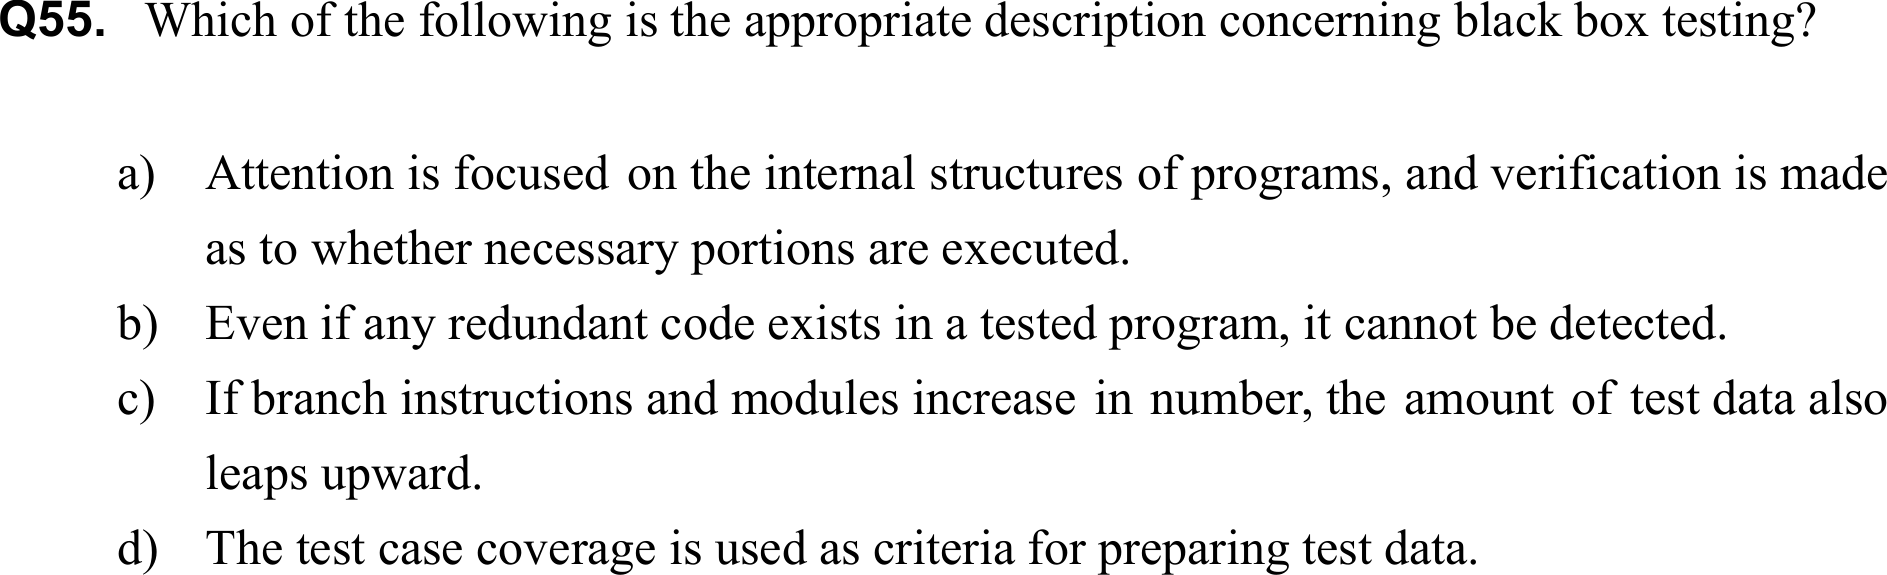 Q55. Which of the following is the appropriate description concerning black box testing?
a) Attention is focused on the internal structures of programs, and verification is made
as to whether necessary portions are executed.
b) Even if any redundant code exists in a tested program, it cannot be detected.
c) If branch instructions and modules increase in number, the amount of test data also
leaps upward.
d) The test case coverage is used as criteria for preparing test data.